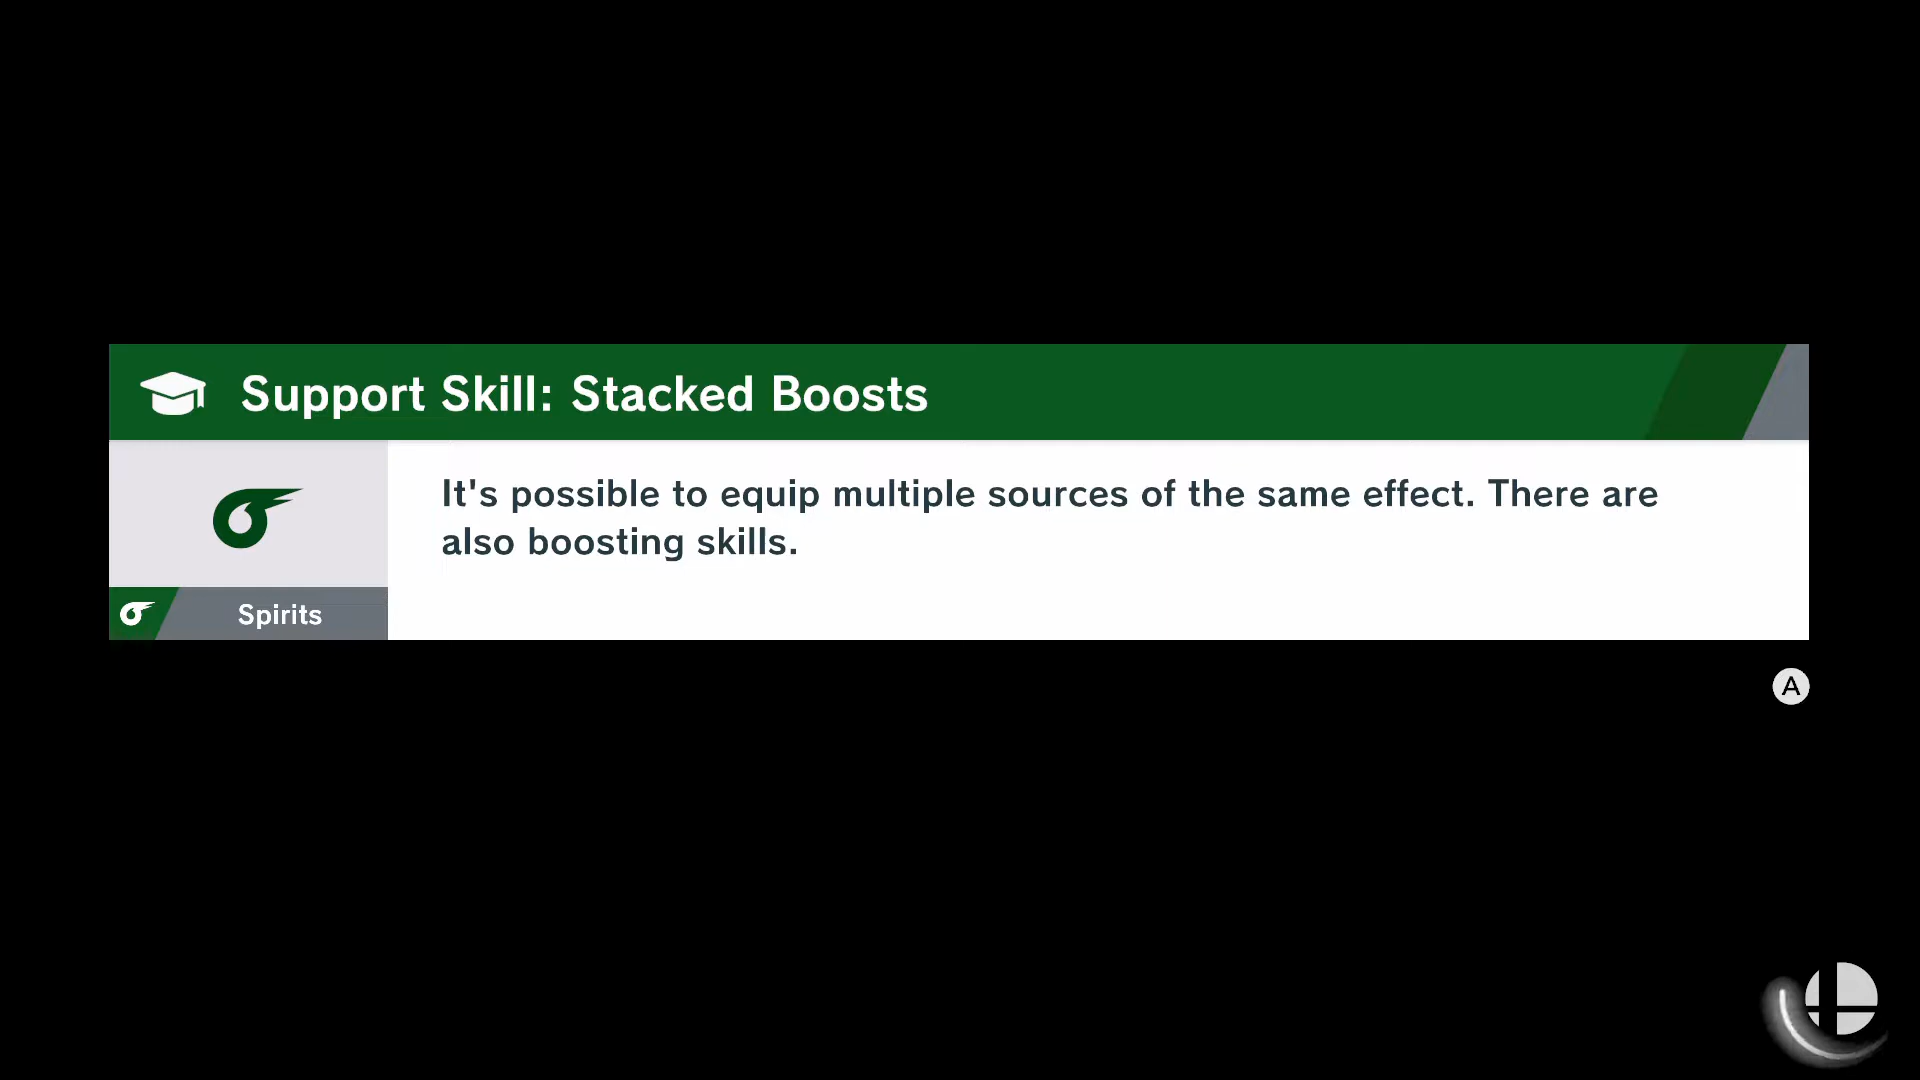 Support Skill: Stacked Boosts
It's possible to equip multiple sources of the same effect. There are
also boosting skills.
Spirits
A